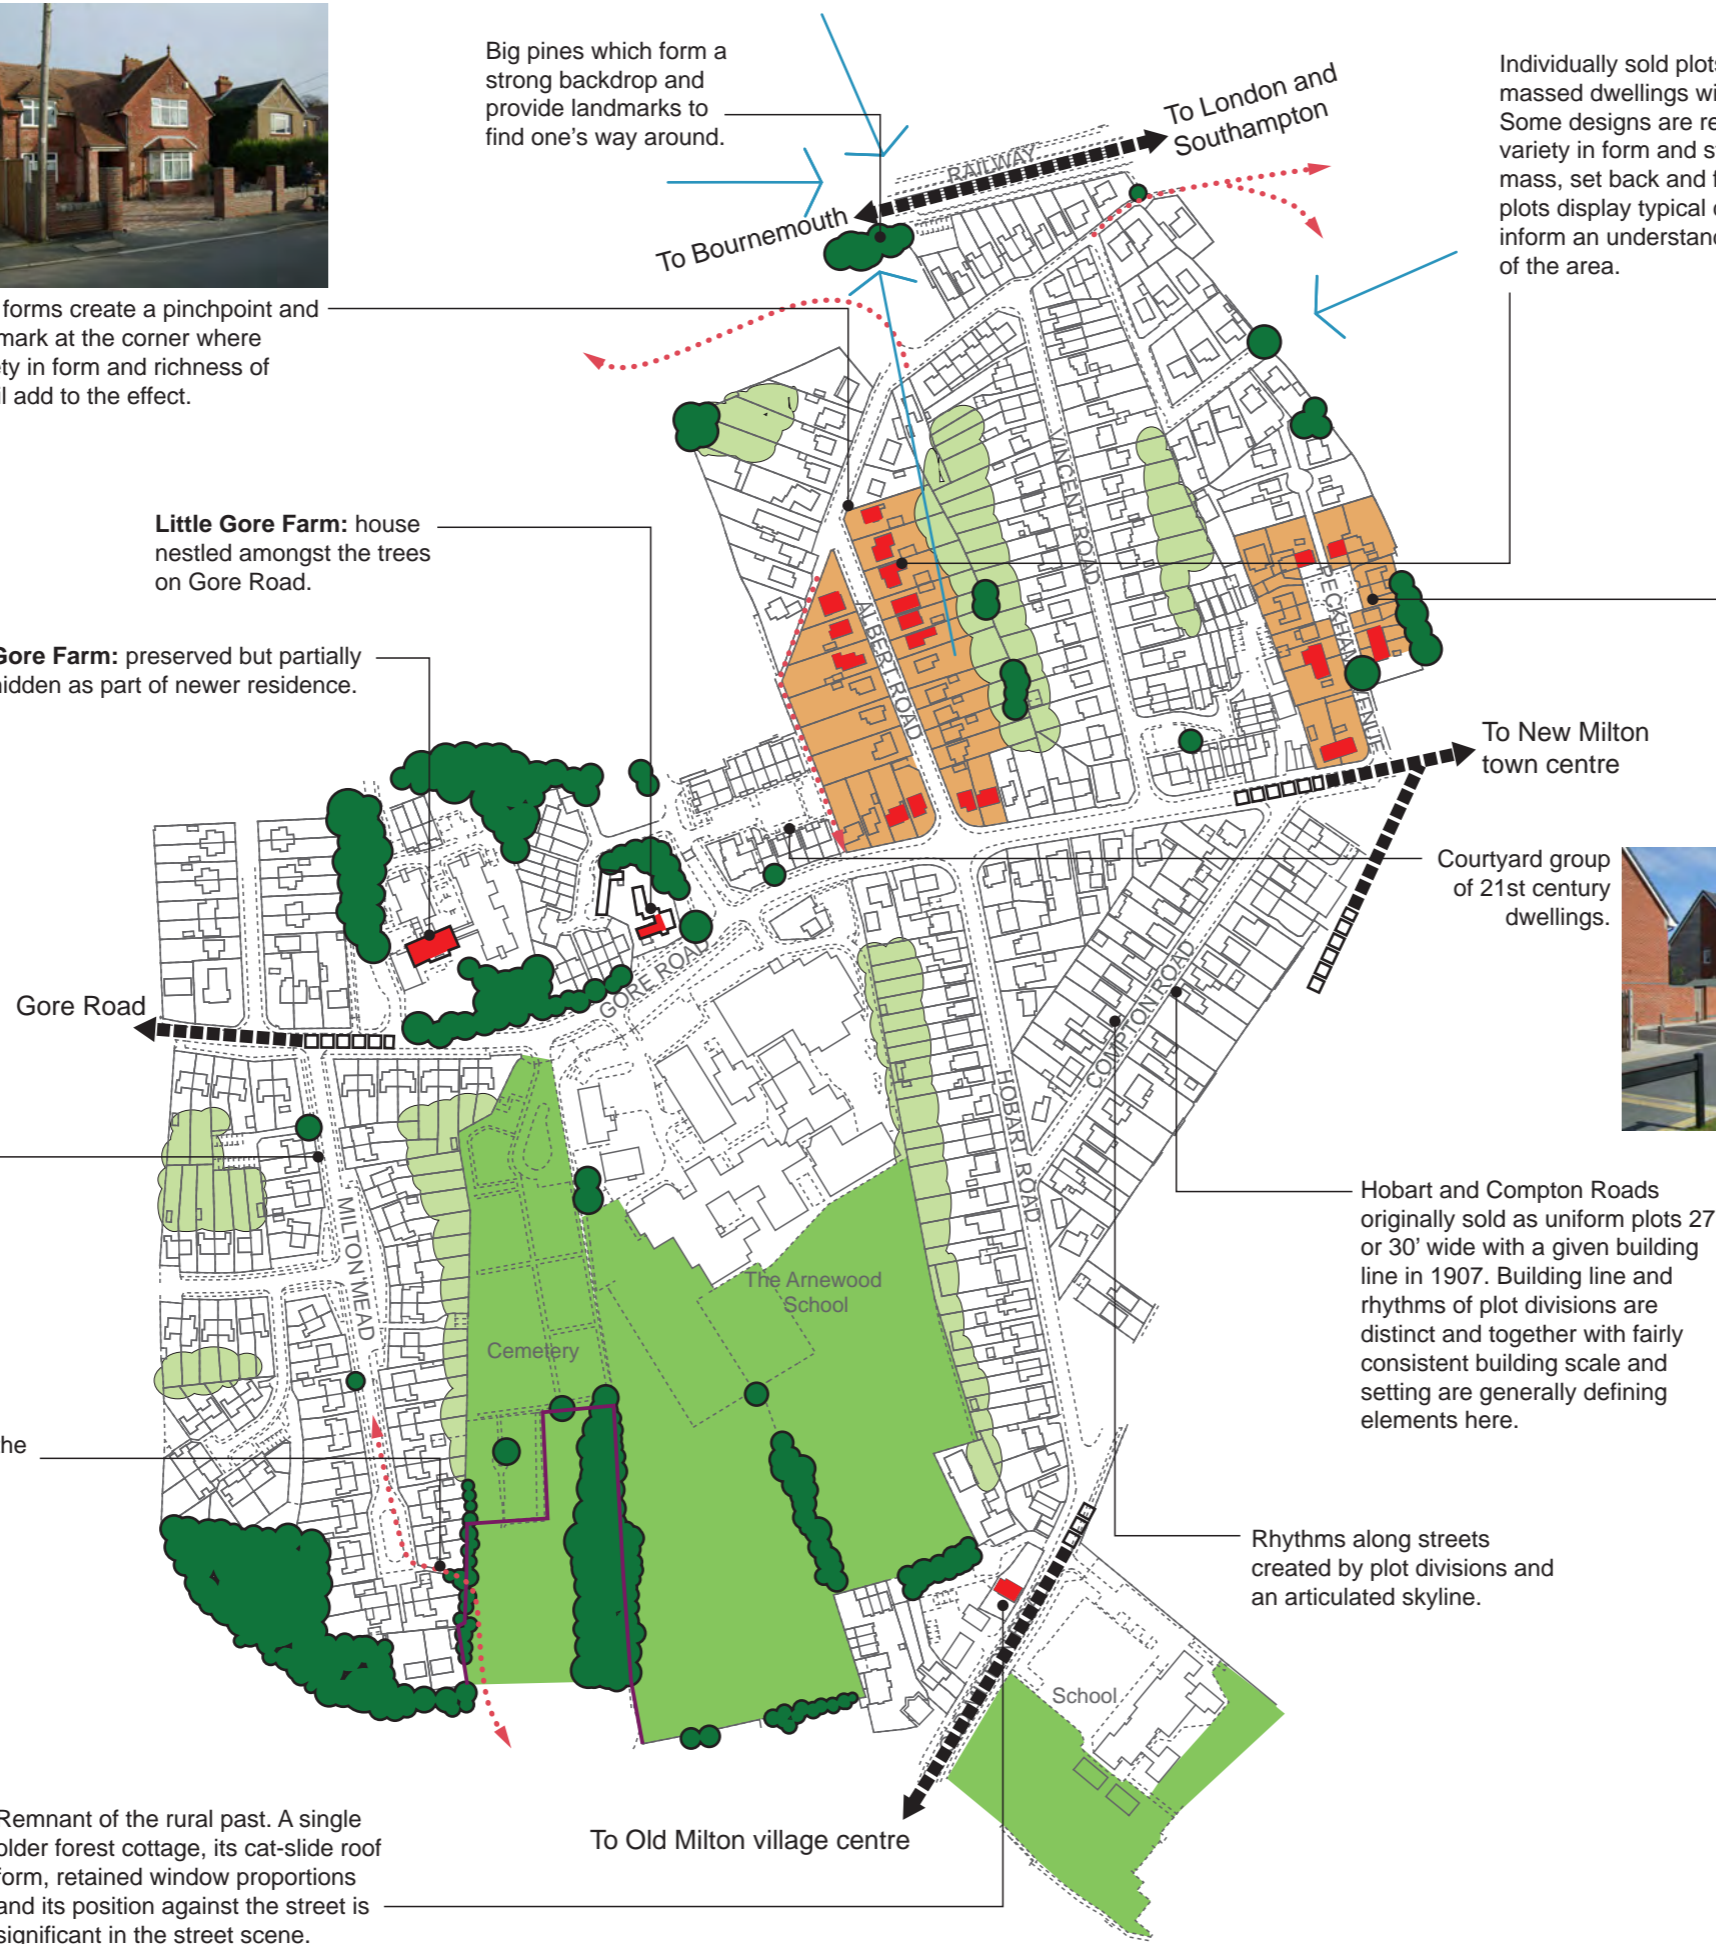 Big pines which form a
strong backdrop and
provide landmarks to
find one's way around.
To London and
Southampton
RAILWAY
To Bournemouth
Individually sold plots
massed dwellings
Some designs are
variety in form and
mass, set back and
plots display typical
inform an
of the area.
forms create a pinchpoint and
at the corner where
in form and richness of
add to the effect.
Little Gore Farm: house
nestled amongst the trees
on Gore Road.
Gore Farm: preserved but partially
hidden as part of newer residence.
VINCENT ROAD
ALBERT ROAD
PECKHAM
To New Milton
town centre
Courtyard group
of 21st century
dwellings.
Gore Road
GORE ROAD
COMPTON ROAD
HOBART ROAD
MILTON MEAD
Hobart and Compton Roads
originally sold as uniform plots 27
or 30' wide with a given building
line in 1907. Building line and
rhythms of plot divisions are
distinct and together with fairly
consistent building scale and
setting are generally defining
elements here.
The Arnewood
School
Cemetery
Rhythms along streets
created by plot divisions and
an articulated skyline.
School
To Old Milton village centre
Remnant of the rural past. A single
older forest cottage, its cat-slide roof
form, retained window proportions
and its position against the street is
significant in the street scene.